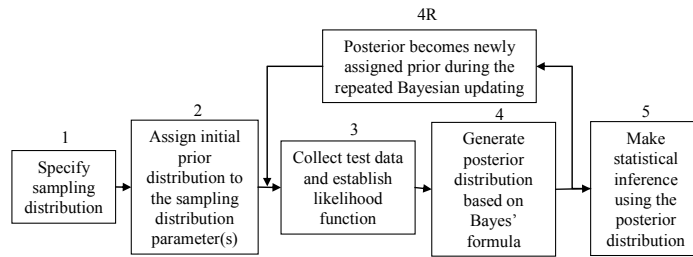 4R
Posterior becomes newly
assigned prior during the
repeated Bayesian updating
1
Specify
sampling
distribution
2
Assign initial
prior
distribution to
the sampling
distribution
parameter(s)
3
Collect test data
and establish
likelihood
function
4
Generate
posterior
distribution
based on
Bayes’
formula
5
Make
statistical
inference
using the
posterior
distribution